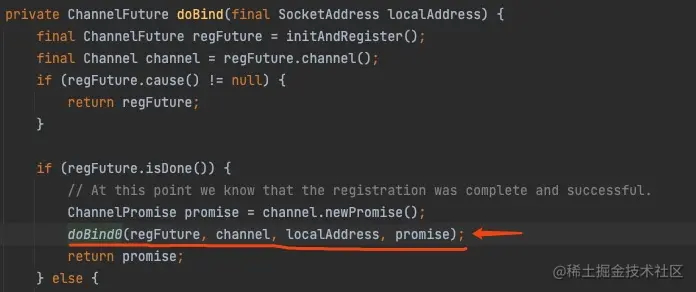 private ChannelFuture doBind(final SocketAddress localAddress) {
    final ChannelFuture regFuture = initAndRegister();
    final Channel channel = regFuture.channel();
    if (regFuture.cause() != null) {
        return regFuture;
    }

    if (regFuture.isDone()) {
        // At this point we know that the registration was complete and successful.
        ChannelPromise promise = channel.newPromise();
        doBind0(regFuture, channel, localAddress, promise);
        return promise;
    } else {
@稀土掘金技术社区